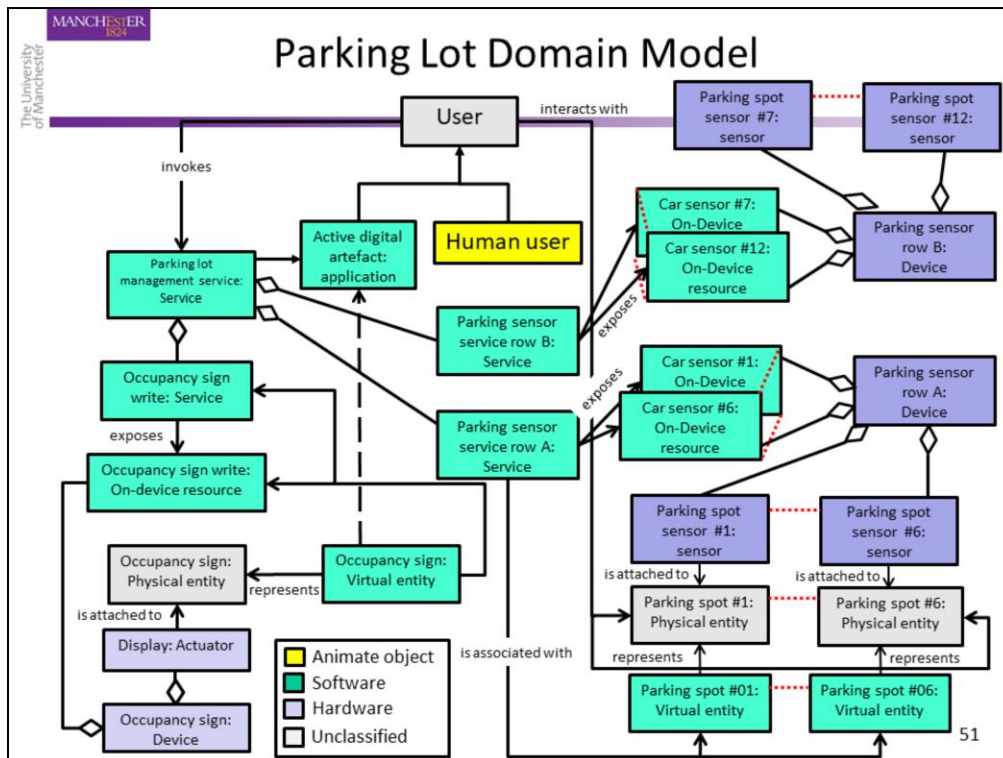 MANCHESTER
1824
The University
of Manchester
Parking Lot Domain Model
User
interacts with
invokes
Parking spot
sensor #7:
sensor
Parking spot
sensor #12:
sensor
Active digital
artefact:
application
Human user
Car sensor #7:
On-Device
Car sensor #12:
On-Device
resource
Parking sensor
row B:
Device
Parking lot
management service:
Service
exposes
Parking sensor
service row B:
Service
Occupancy sign
write: Service
exposes
exposes
Car sensor #1:
On-Device
Car sensor #6:
On-Device
resource
Parking sensor
row A:
Device
Parking sensor
service row A:
Service
Occupancy sign write:
On-device resource
Parking spot
sensor #1:
sensor
Parking spot
sensor #6:
sensor
Occupancy sign:
Physical entity
represents
Occupancy sign:
Virtual entity
is attached to
is attached to
is attached to
Parking spot #1:
Physical entity
Parking spot #6:
Physical entity
Display: Actuator
is associated with
represents
represents
Occupancy sign:
Device
Animate object
Software
Hardware
Unclassified
Parking spot #01:
Virtual entity
Parking spot #06:
Virtual entity
51